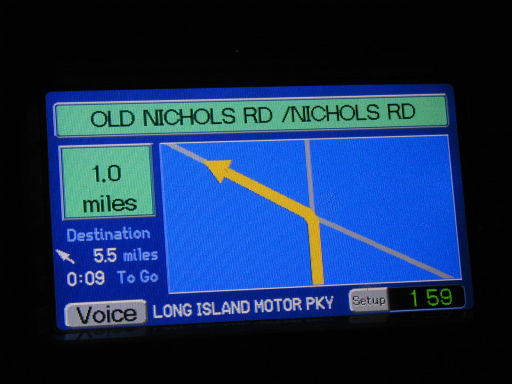 OLD NICHOLS RD /NICHOLS RD
1.0
miles
Destination
5.5 miles
0:09 To Go
Voice
LONG ISLAND MOTOR PKY
Setup
1 59